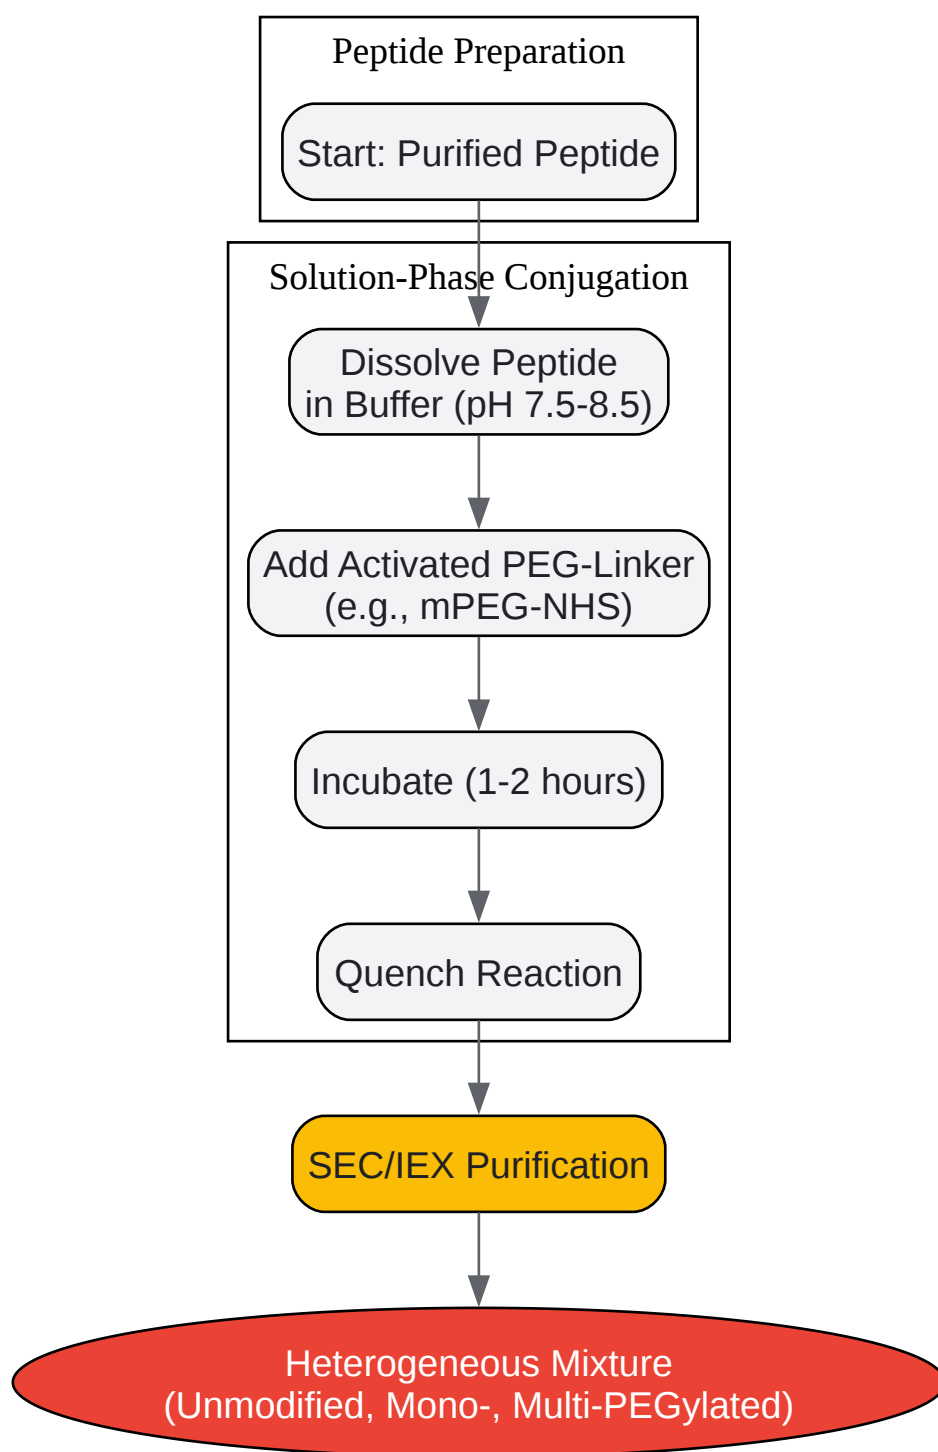 Peptide Preparation
Start: Purified Peptide
Solution-Phase Conjugation
Dissolve Peptide
in Buffer (pH 7.5-8.5)
Add Activated PEG-Linker
(e.g., mPEG-NHS)
Incubate (1-2 hours)
Quench Reaction
SEC/IEX Purification
Heterogeneous Mixture
(Unmodified, Mono-, Multi-PEGylated)